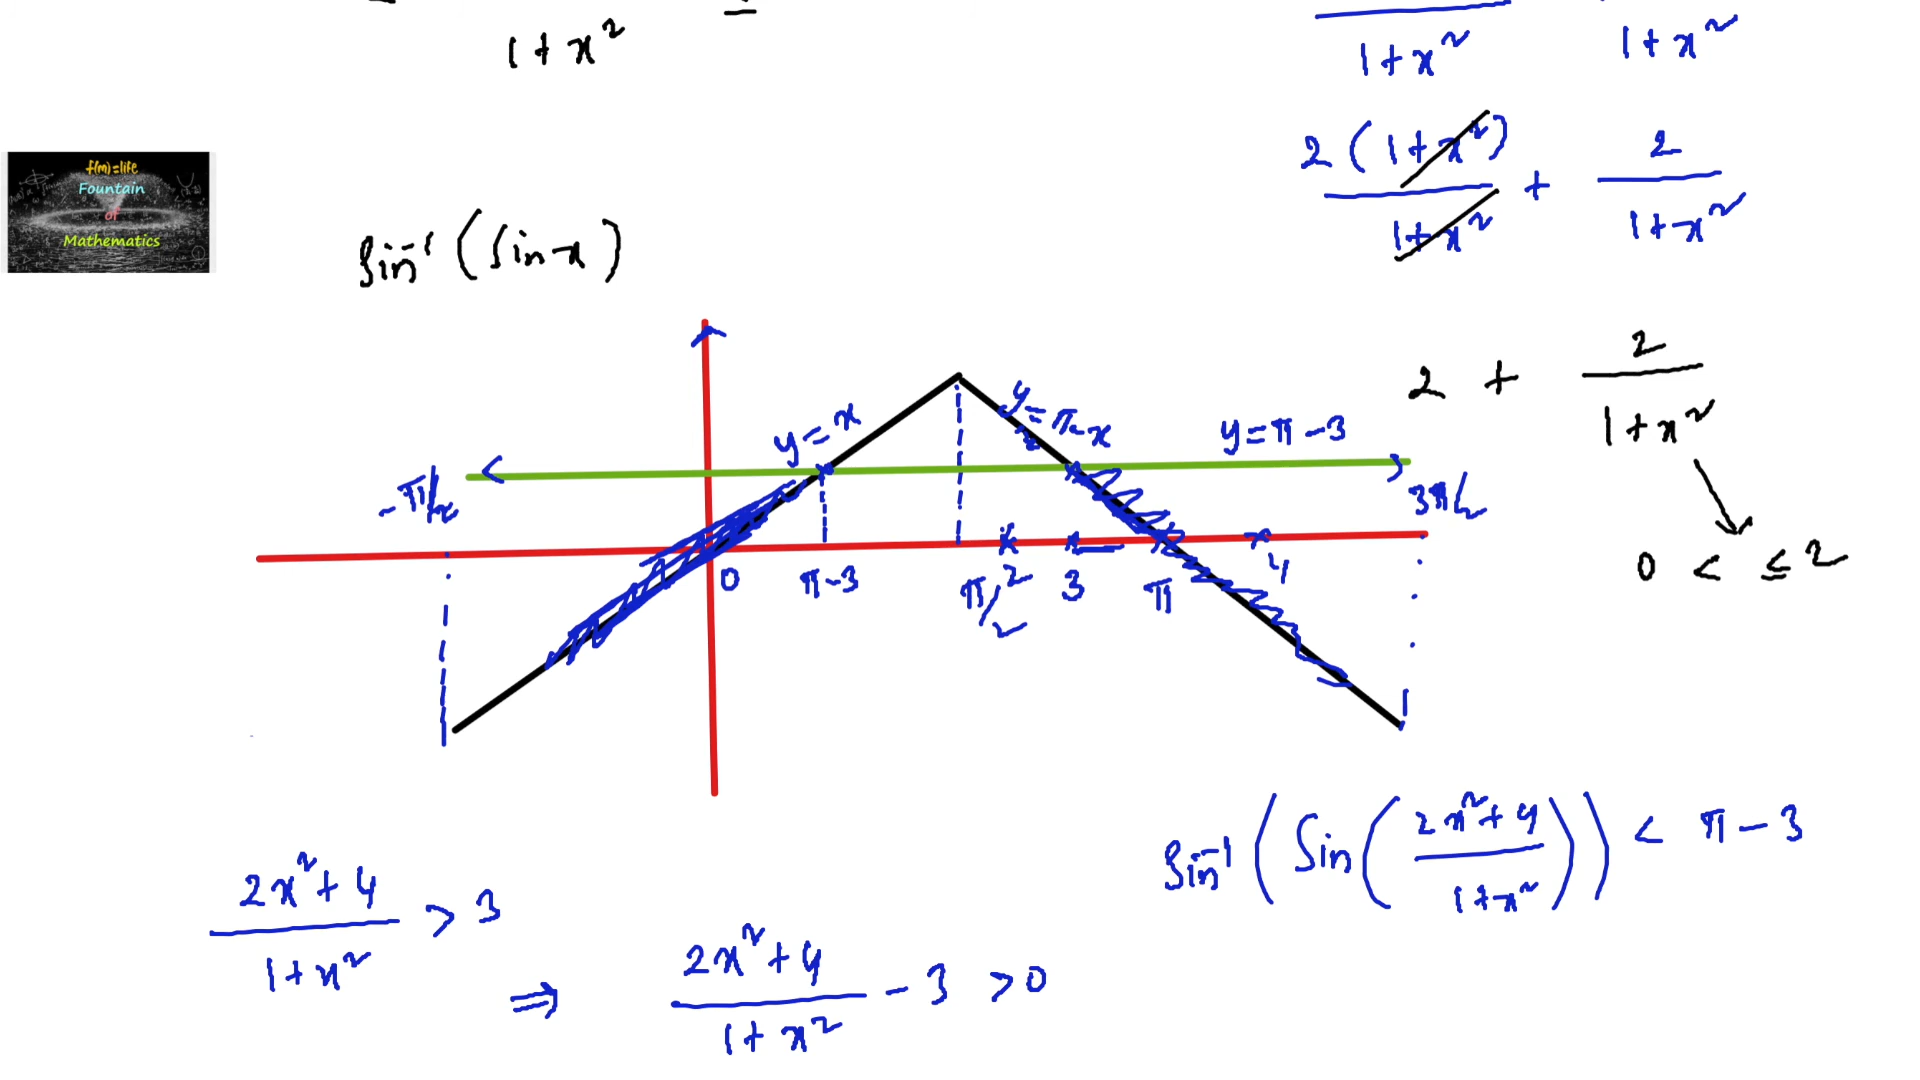 1 + x²
1 + x²
1 + x²
f(m)=life
Fountain
of
Mathematics
2(1+x²)/1+x² + 2/1+x²
Sin⁻¹(Sin x)
2 + 2/1+x²
0 < ≤ 2
y = x
y = π-x
y = π-3
-π/2
3π/2
0
π-3
π/2
2
3
π
4
Sin⁻¹(Sin(2x²+4/1+x²)) < π-3
2x²+4/1+x² > 3
⇒ 2x²+4/1+x² - 3 > 0